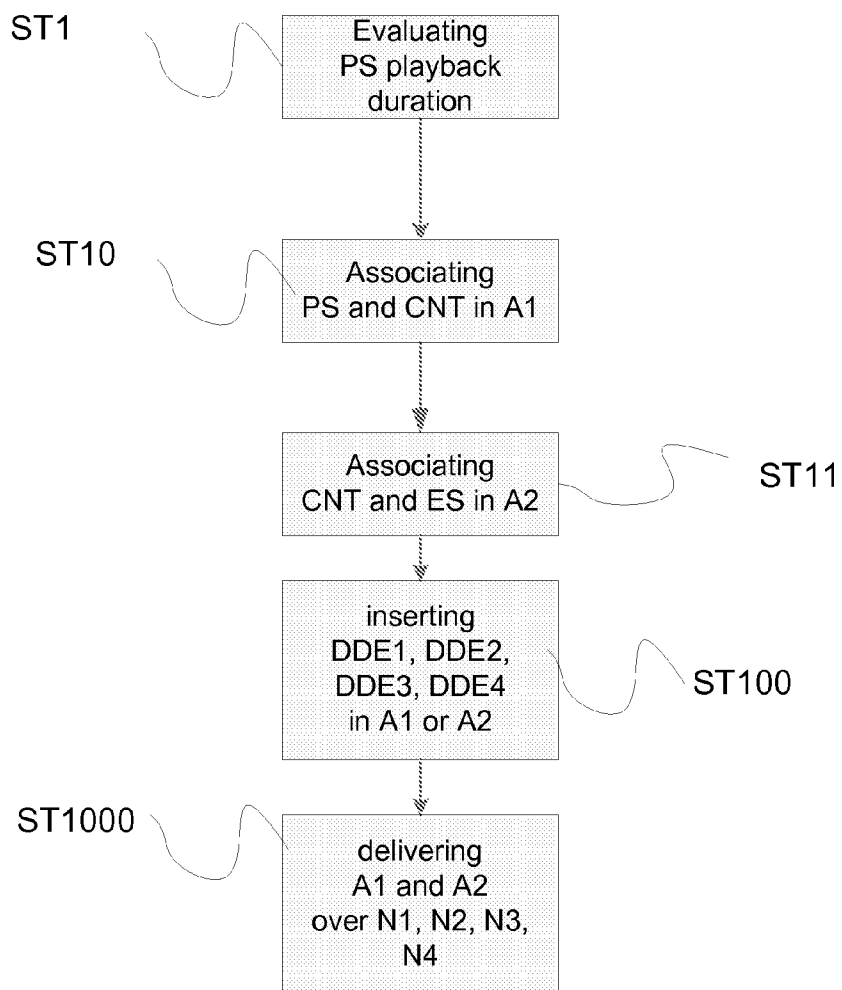 ST1
Evaluating
PS playback
duration
ST10
Associating
PS and CNT in A1
Associating
CNT and ES in A2
ST11
inserting
DDE1, DDE2,
DDE3, DDE4
in A1 or A2
ST100
ST1000
delivering
A1 and A2
over N1, N2, N3,
N4